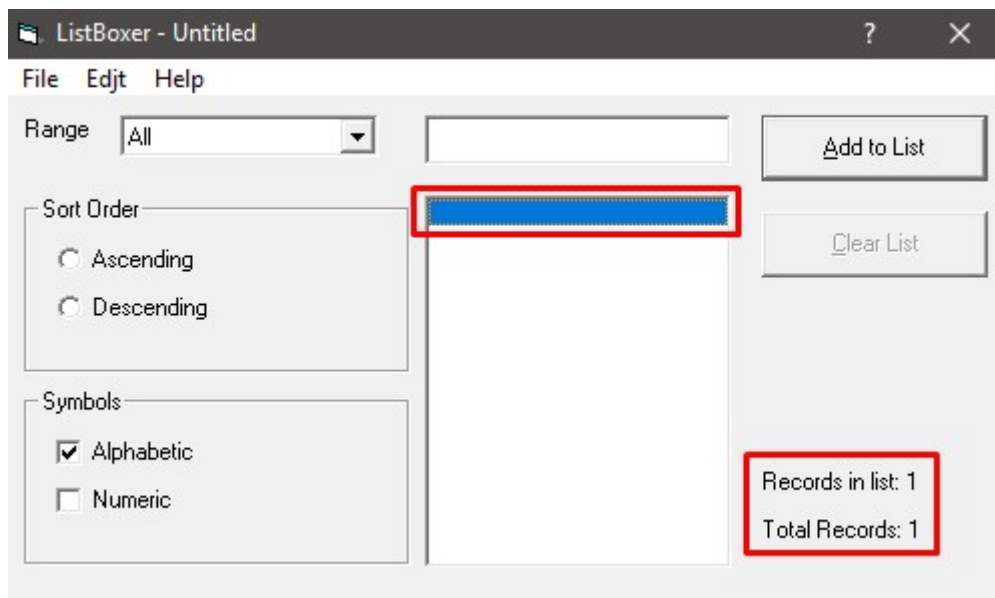 ListBoxer - Untitled ?
File Edjt Help
Range All Add to List
Sort Order
Clear List
Ascending
Descending
Symbols
Alphabetic
Numeric
Records in list: 1
Total Records: 1